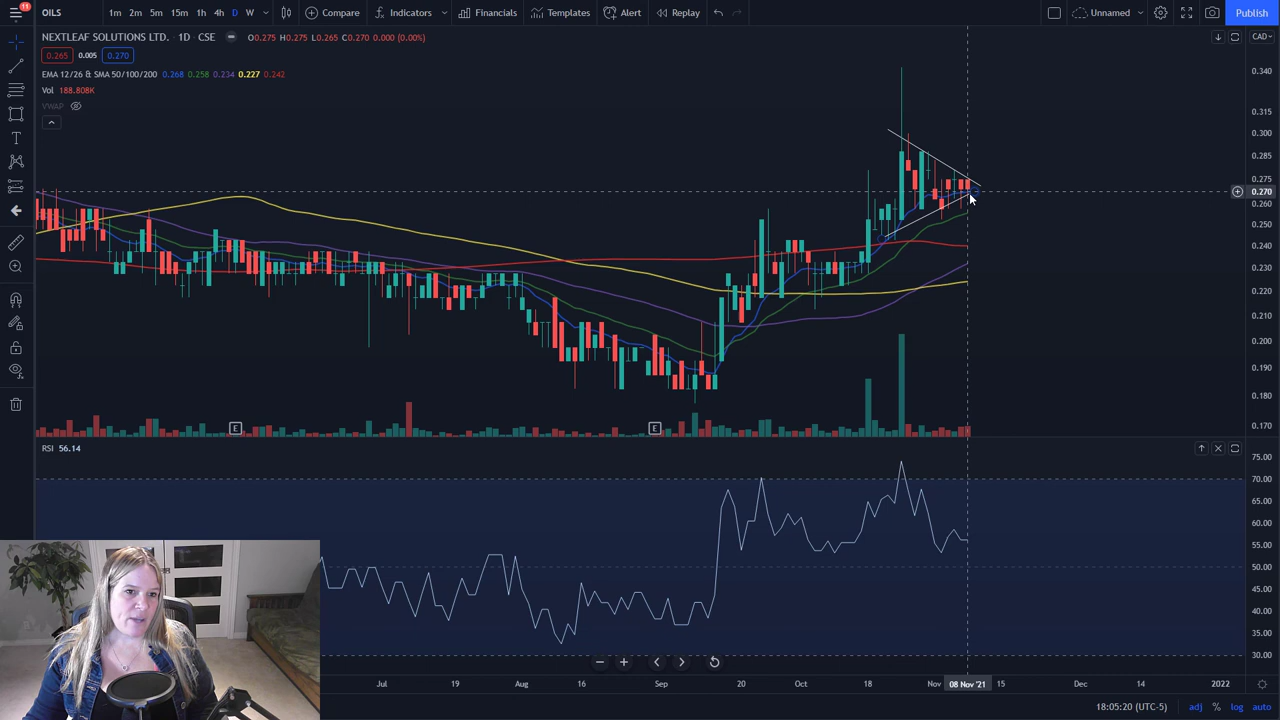 11
OILS 1m 2m 5m 15m 1h 4h D W Compare Indicators Financials Templates Alert Replay Unnamed Publish
NEXTLEAF SOLUTIONS LTD. · 1D · CSE O0.275 H0.275 L0.265 C0.270 0.000 (0.00%)
CAD
0.265 0.005 0.270
EMA 12/26 & SMA 50/100/200 0.268 0.258 0.234 0.227 0.242
Vol 188.808K
VWAP
0.340
0.315
0.300
0.285
0.275
0.270
0.260
0.250
0.240
0.230
0.220
0.210
0.200
0.190
0.180
0.170
E E
RSI 56.14
75.00
70.00
65.00
60.00
55.00
50.00
45.00
40.00
35.00
30.00
Jul 19 Aug 16 Sep 20 Oct 18 Nov 08 Nov '21 15 Dec 2022
18:05:20 (UTC-5) adj % log auto